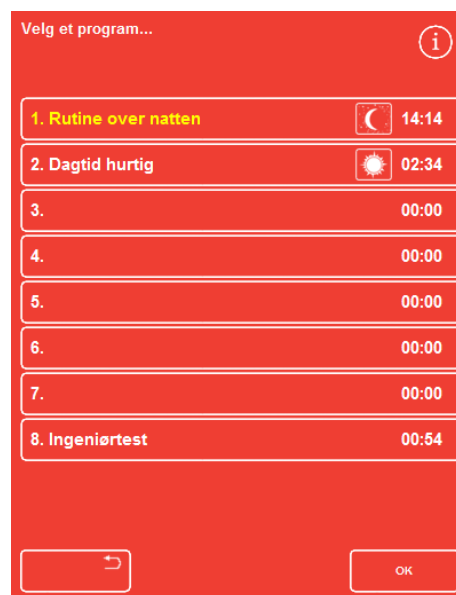 Velg et program...
i
1. Rutine over natten 14:14
2. Dagtid hurtig 02:34
3. 00:00
4. 00:00
5. 00:00
6. 00:00
7. 00:00
8. Ingeniørtest 00:54
OK